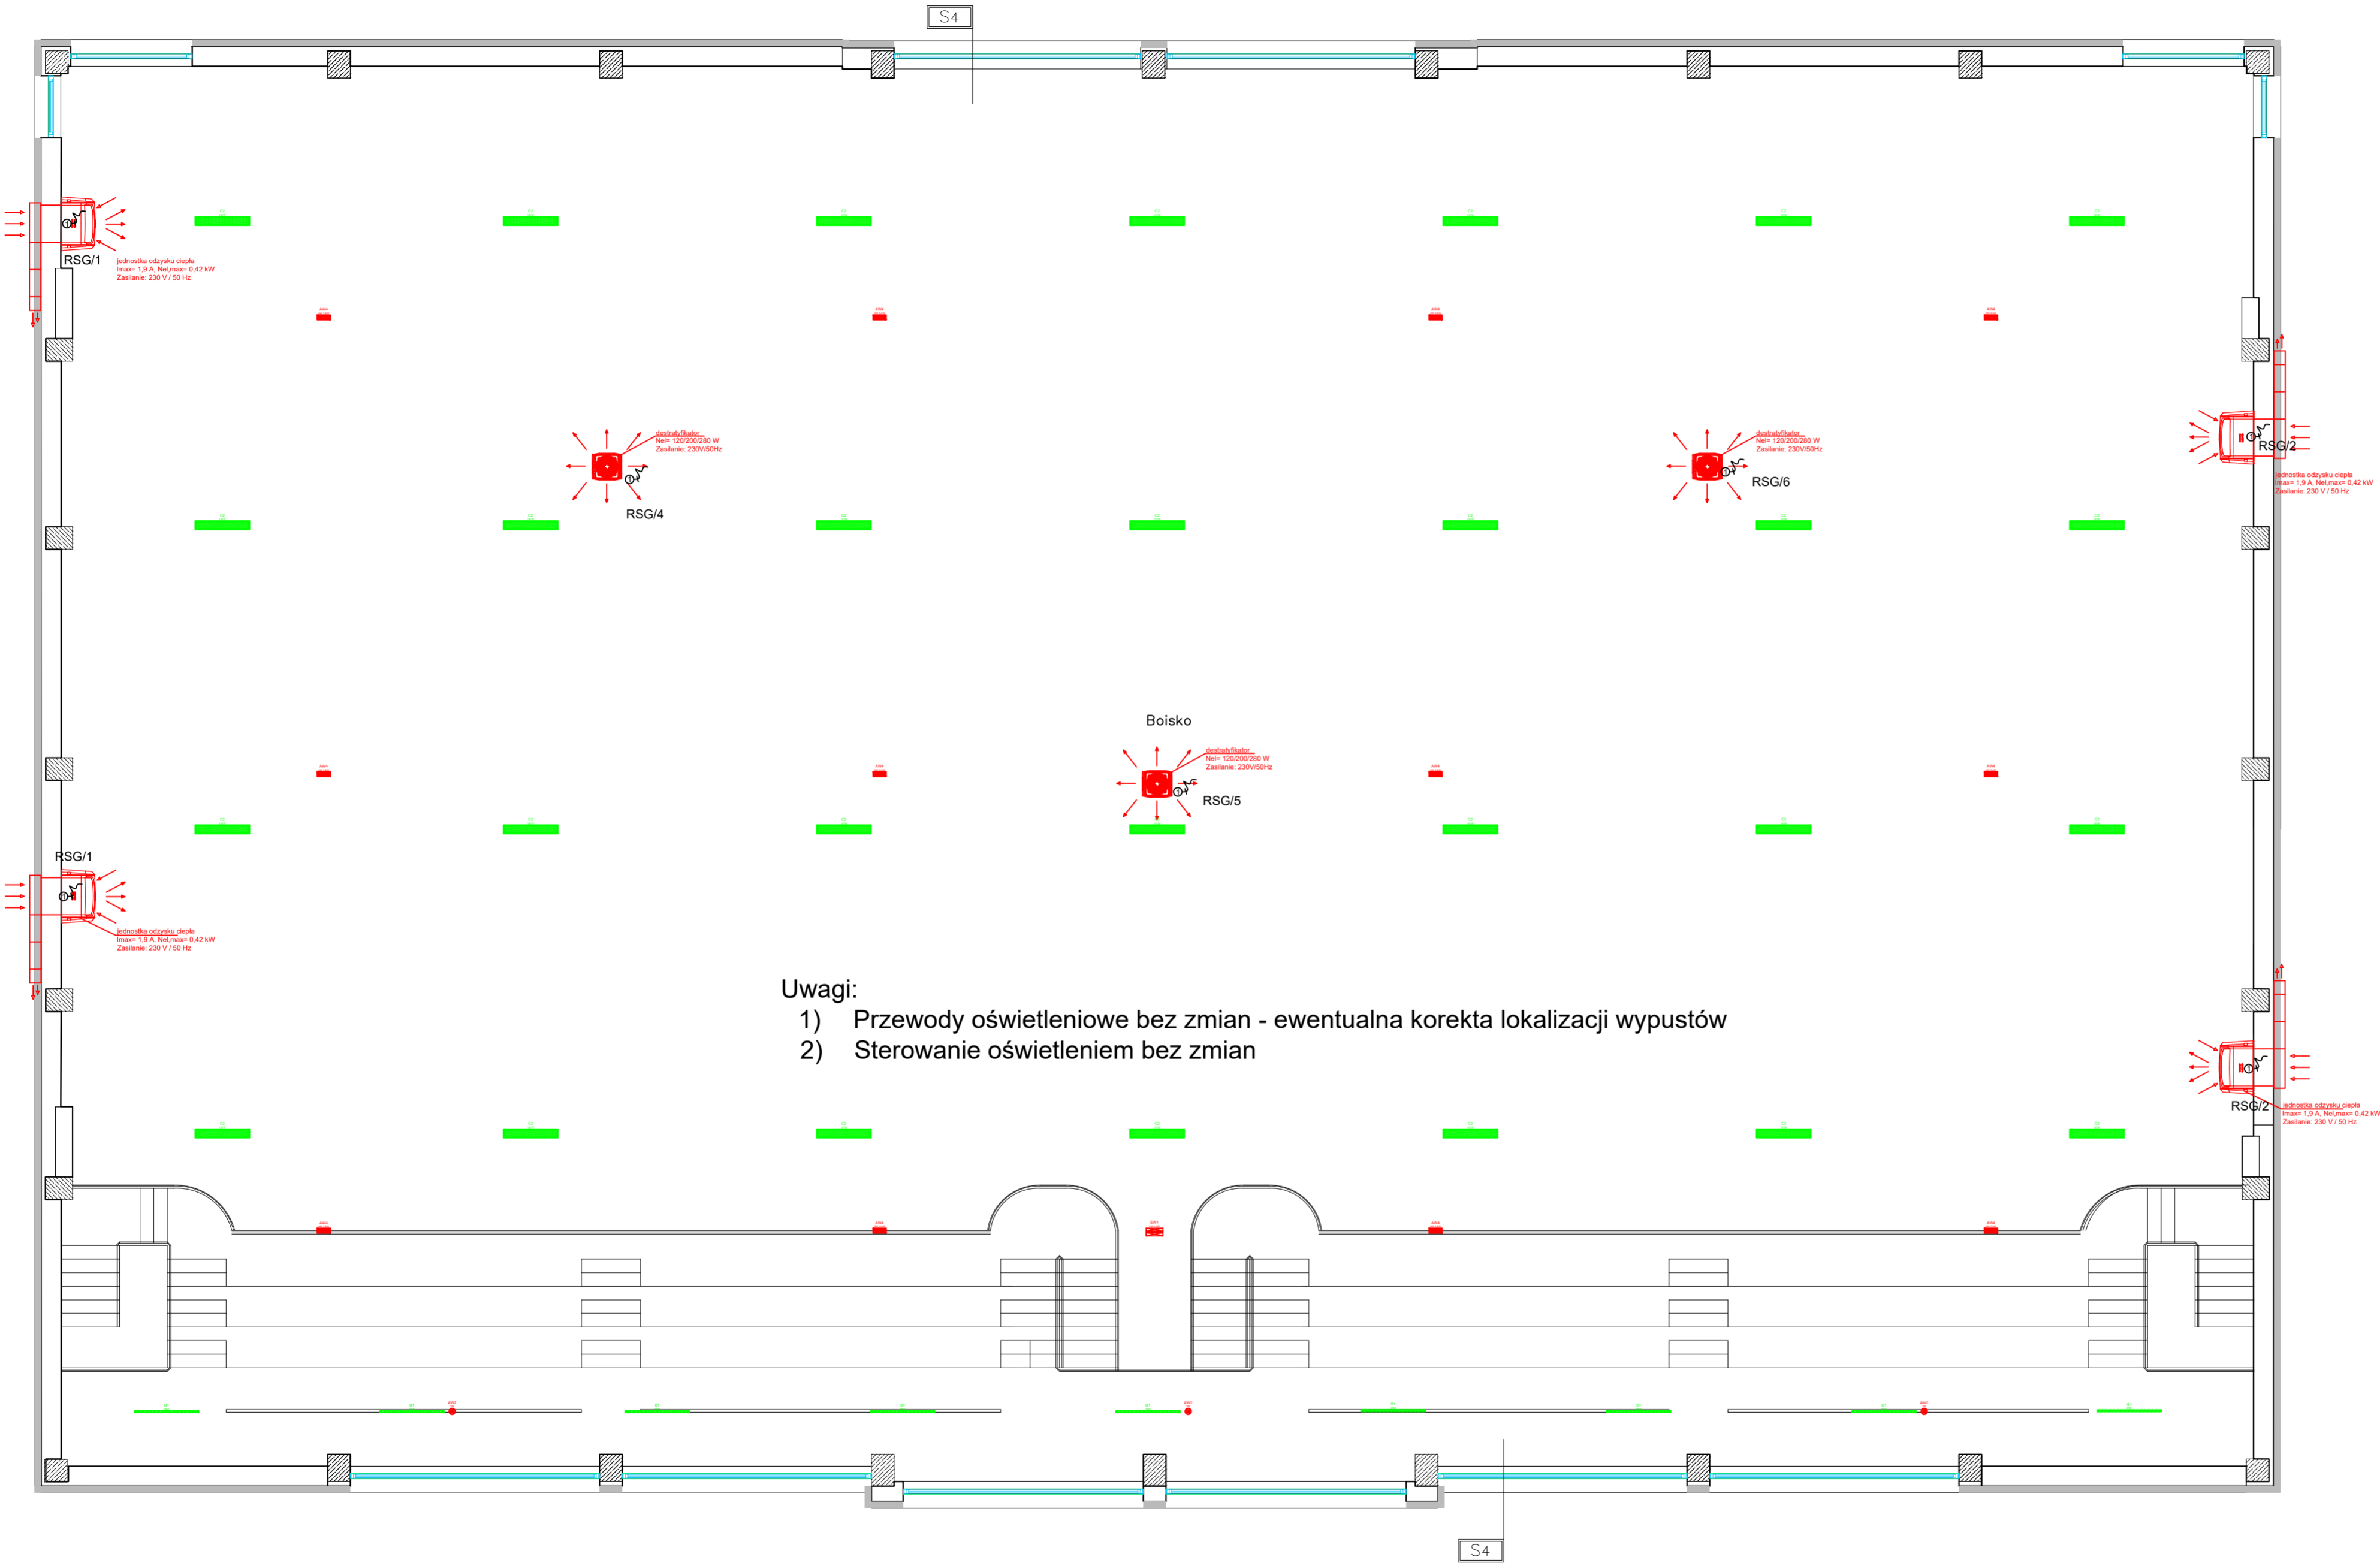 S4
RSG/1
jednostka odzysku ciepła
Imax= 1,9 A, Nel,max= 0,42 kW
Zasilanie: 230 V / 50 Hz
destratyfikator
Nel= 120/200/280 W
Zasilanie: 230V/50Hz
RSG/4
destratyfikator
Nel= 120/200/280 W
Zasilanie: 230V/50Hz
RSG/6
RSG/2
jednostka odzysku ciepła
Imax= 1,9 A, Nel,max= 0,42 kW
Zasilanie: 230 V / 50 Hz
Boisko
destratyfikator
Nel= 120/200/280 W
Zasilanie: 230V/50Hz
RSG/5
RSG/1
jednostka odzysku ciepła
Imax= 1,9 A, Nel,max= 0,42 kW
Zasilanie: 230 V / 50 Hz
Uwagi:
1) Przewody oświetleniowe bez zmian - ewentualna korekta lokalizacji wypustów
2) Sterowanie oświetleniem bez zmian
RSG/2
jednostka odzysku ciepła
Imax= 1,9 A, Nel,max= 0,42 kW
Zasilanie: 230 V / 50 Hz
S4